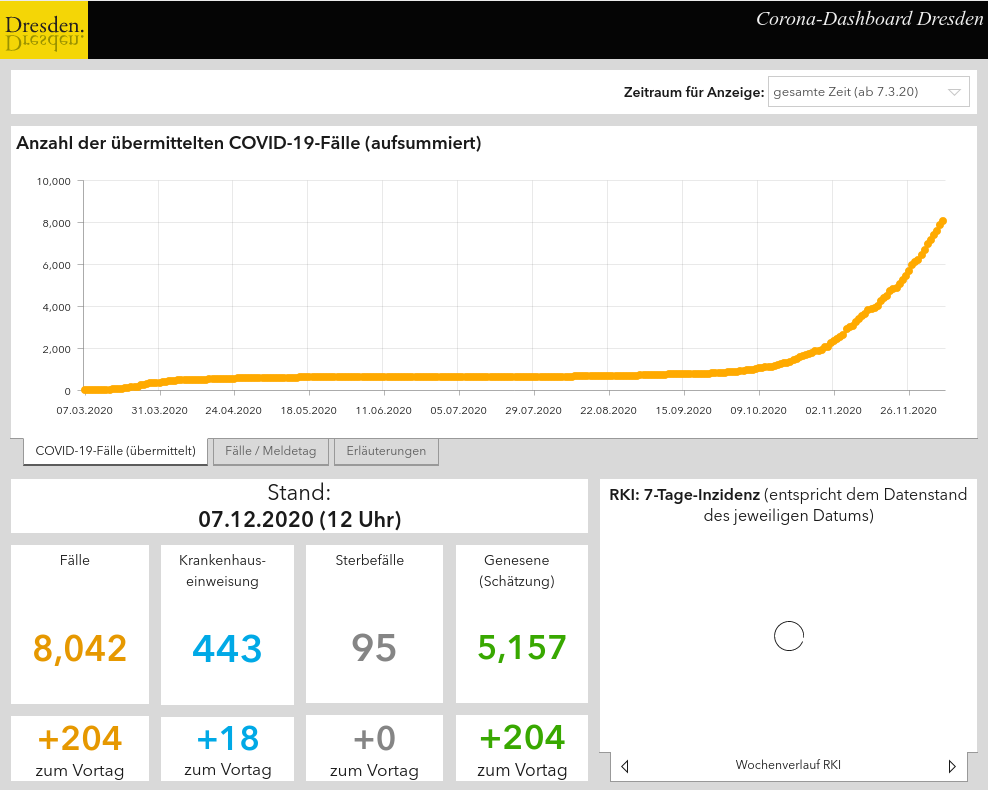 Dresden.
Dresden.
Corona-Dashboard Dresden
Zeitraum für Anzeige: gesamte Zeit (ab 7.3.20)
Anzahl der übermittelten COVID-19-Fälle (aufsummiert)
10,000
8,000
6,000
4,000
2,000
0
07.03.2020 31.03.2020 24.04.2020 18.05.2020 11.06.2020 05.07.2020 29.07.2020 22.08.2020 15.09.2020 09.10.2020 02.11.2020 26.11.2020
COVID-19-Fälle (übermittelt) Fälle / Meldetag Erläuterungen
Stand:
07.12.2020 (12 Uhr)
Fälle
8,042
+204
zum Vortag
Krankenhaus-
einweisung
443
+18
zum Vortag
Sterbefälle
95
+0
zum Vortag
Genesene
(Schätzung)
5,157
+204
zum Vortag
RKI: 7-Tage-Inzidenz (entspricht dem Datenstand
des jeweiligen Datums)
Wochenverlauf RKI